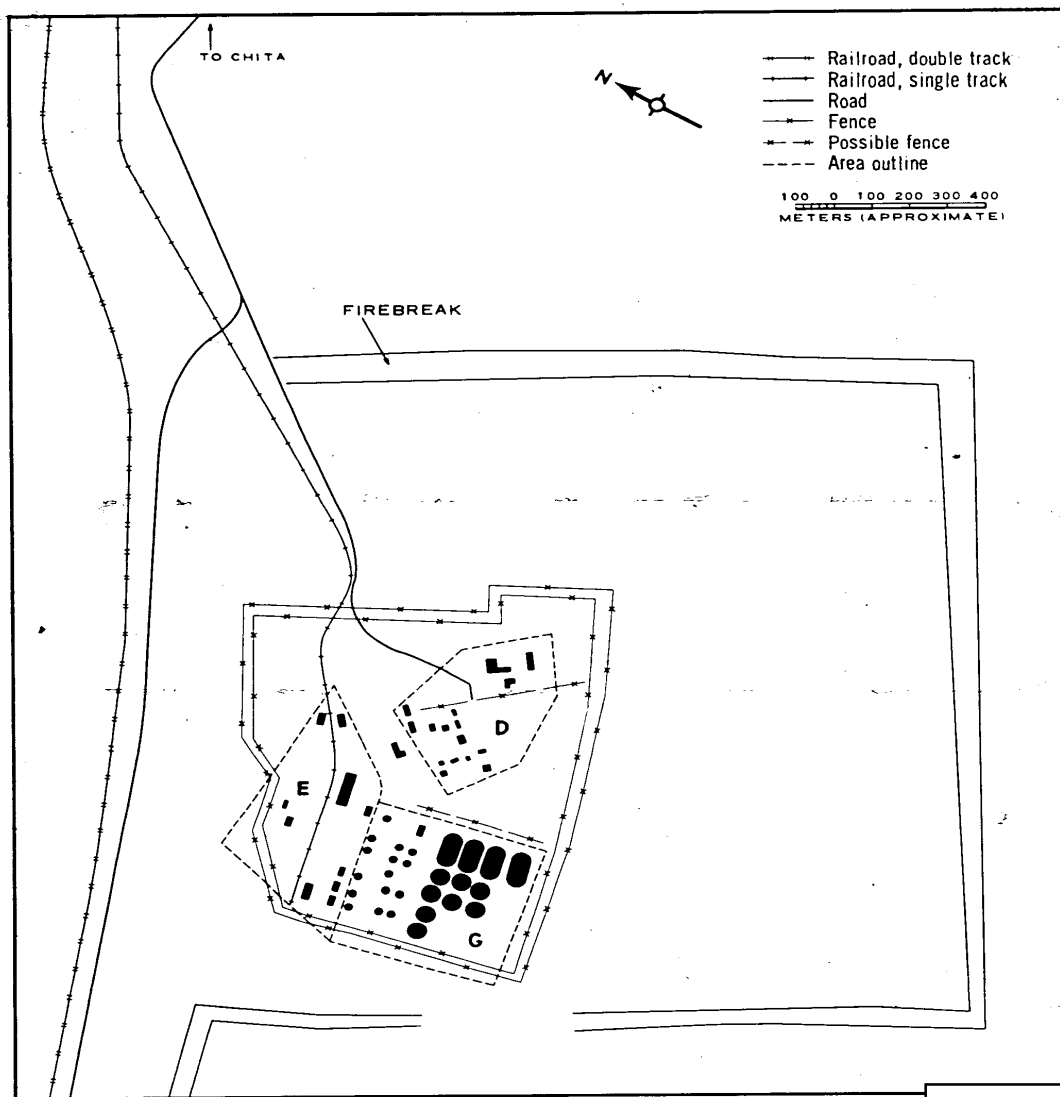 TO CHITA
N
Railroad, double track
Railroad, single track
Road
Fence
Possible fence
Area outline
100 0 100 200 300 400
METERS (APPROXIMATE)
FIREBREAK
D
E
G